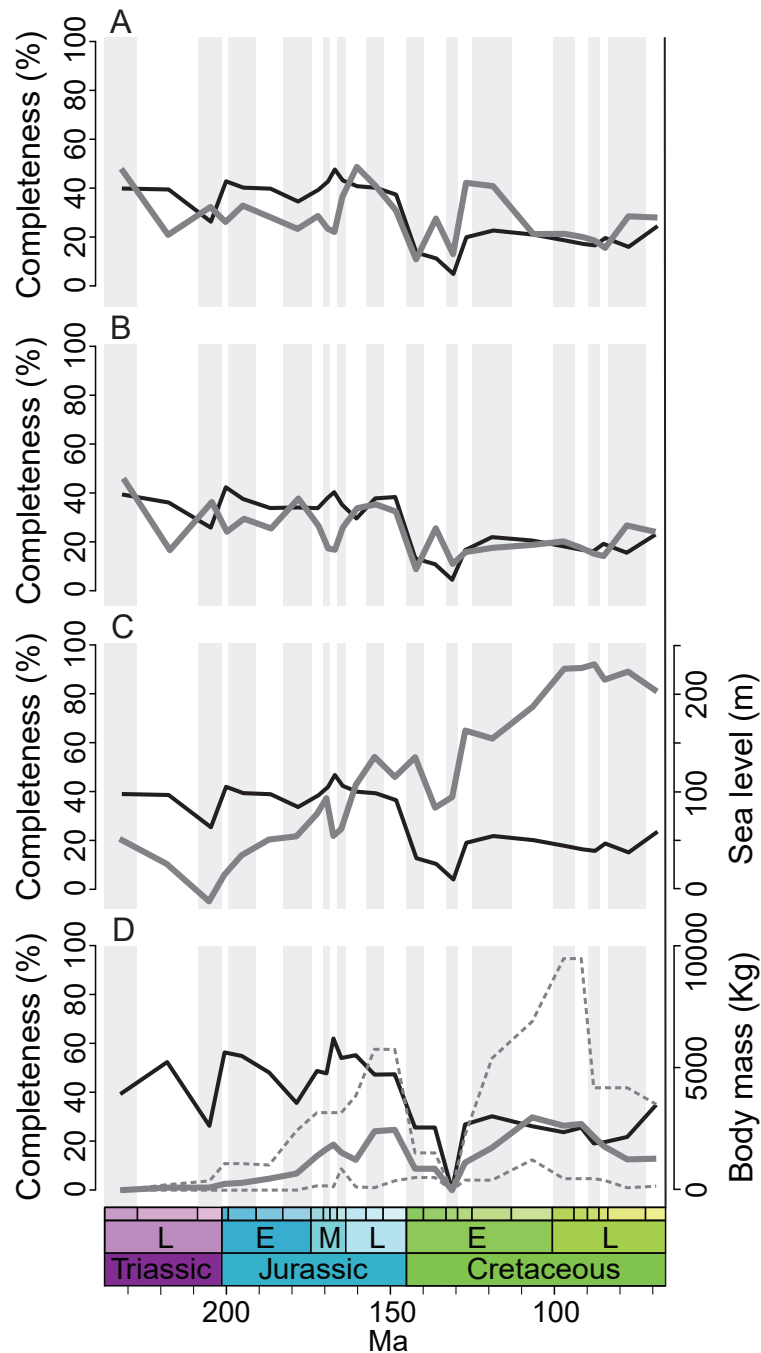 A
Completeness (%)
0 20 40 60 80 100
B
Completeness (%)
0 20 40 60 80 100
C
Completeness (%)
0 20 40 60 80 100
Sea level (m)
0 100 200
D
Completeness (%)
0 20 40 60 80 100
Body mass (Kg)
0 5000 10000
L E M L E L
Triassic Jurassic Cretaceous
200 150 100
Ma